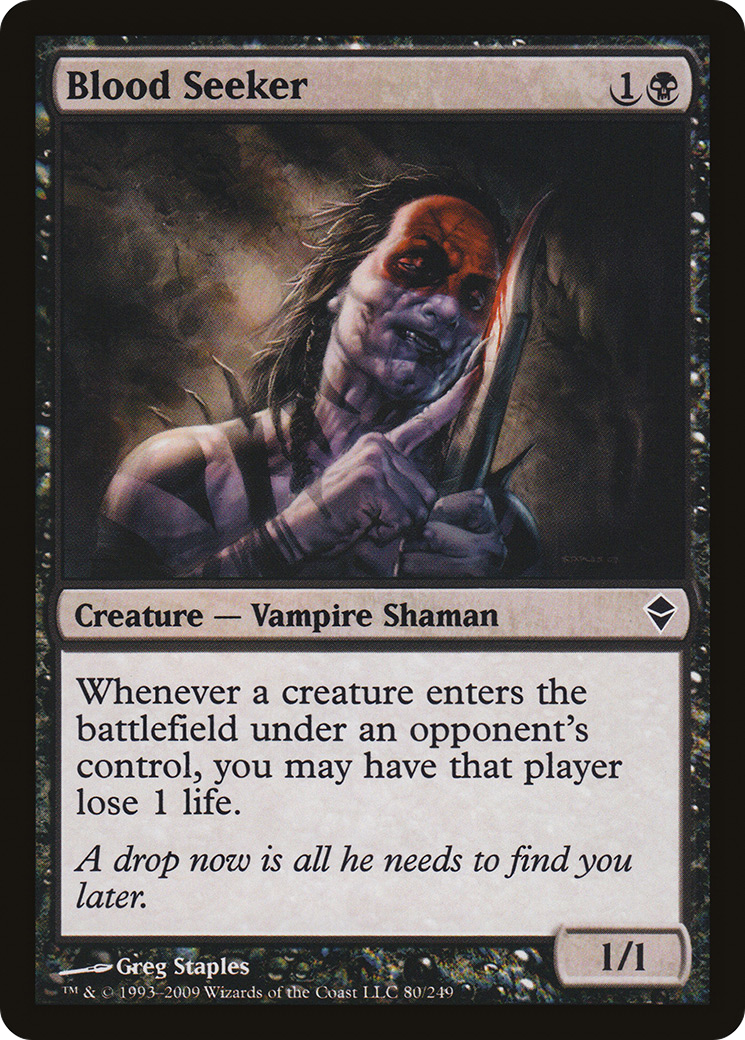 Blood Seeker 1
Creature — Vampire Shaman
Whenever a creature enters the
battlefield under an opponent's
control, you may have that player
lose 1 life.
A drop now is all he needs to find you
later.
1/1
Greg Staples
™ & © 1993–2009 Wizards of the Coast LLC 80/249